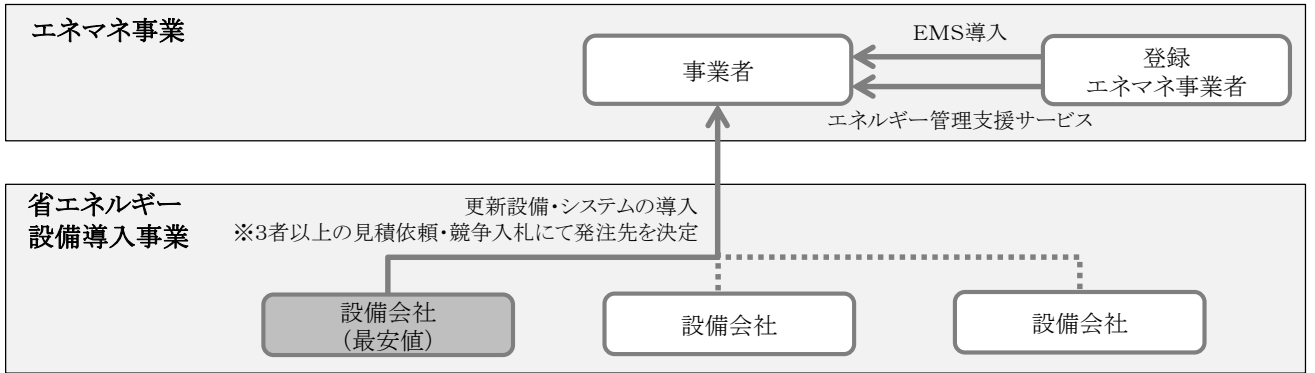 エネマネ事業
EMS導入
事業者
登録
エネマネ事業者
エネルギー管理支援サービス
省エネルギー
設備導入事業
更新設備・システムの導入
※3者以上の見積依頼・競争入札にて発注先を決定
設備会社
(最安値)
設備会社
設備会社